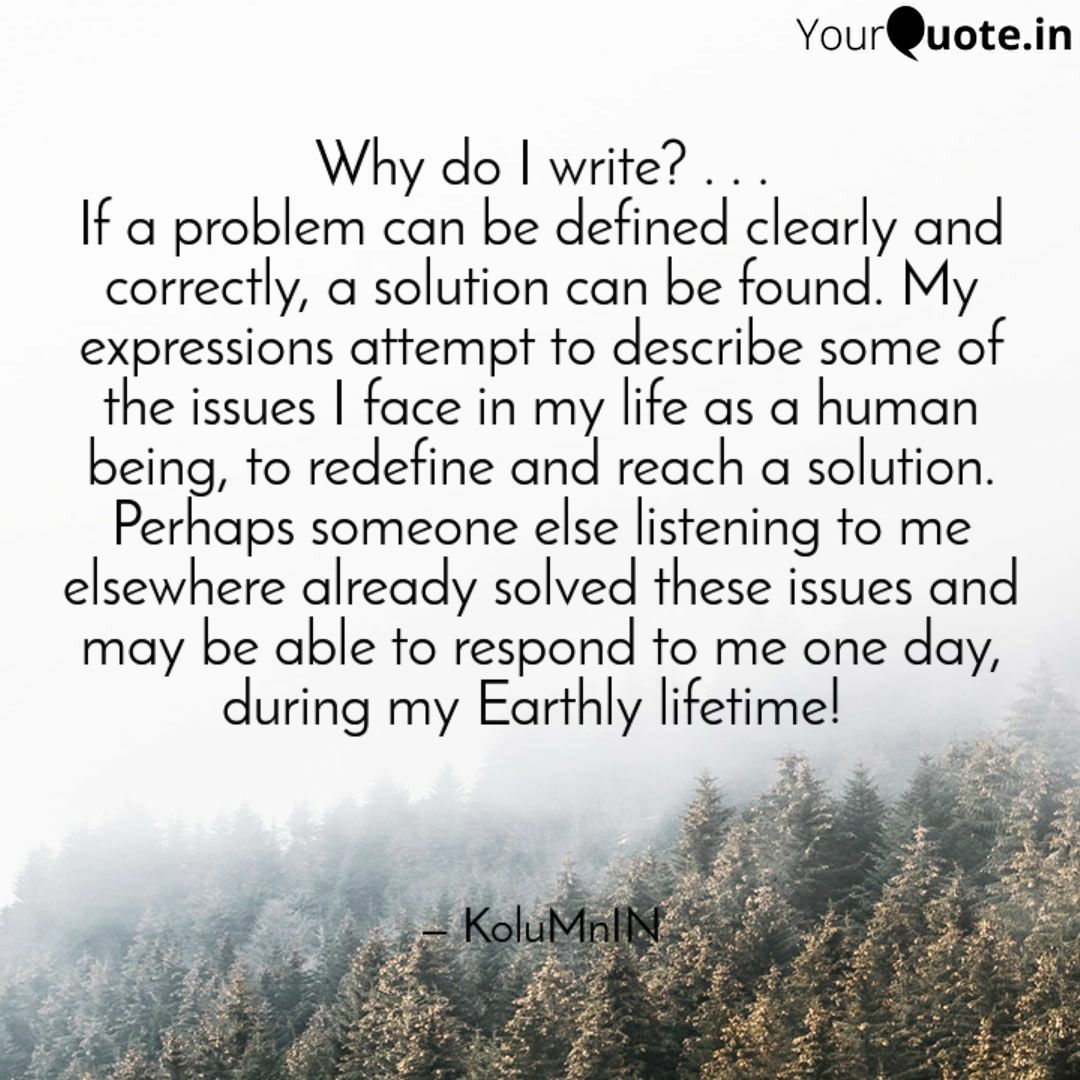 YourQuote.in
Why do I write? . . .
If a problem can be defined clearly and
correctly, a solution can be found. My
expressions attempt to describe some of
the issues I face in my life as a human
being, to redefine and reach a solution.
Perhaps someone else listening to me
elsewhere already solved these issues and
may be able to respond to me one day,
during my Earthly lifetime!
– KoluMnIN